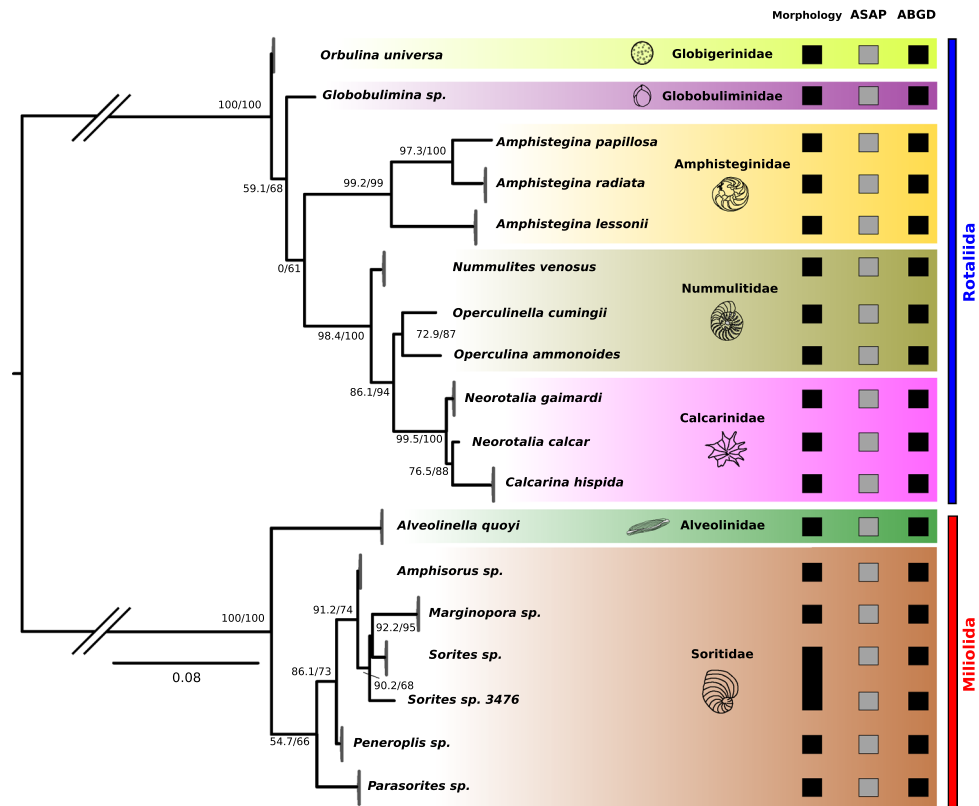 Morphology ASAP ABGD
Orbulina universa Globigerinidae
100/100
Globobulimina sp. Globobuliminidae
59.1/68
Amphistegina papillosa
97.3/100
Amphisteginidae
99.2/99
Amphistegina radiata
Amphistegina lessonii
0/61
Nummulites venosus
Nummulitidae
Operculinella cumingii
98.4/100
72.9/87
Operculina ammonoides
86.1/94
Neorotalia gaimardi
Calcarinidae
99.5/100
Neorotalia calcar
76.5/88
Calcarina hispida
Rotaliida
Alveolinella quoyi Alveolinidae
Amphisorus sp.
91.2/74
Marginopora sp.
100/100
92.2/95
Sorites sp.
Soritidae
0.08
86.1/73
90.2/68
Sorites sp. 3476
54.7/66
Peneroplis sp.
Parasorites sp.
Miliolida